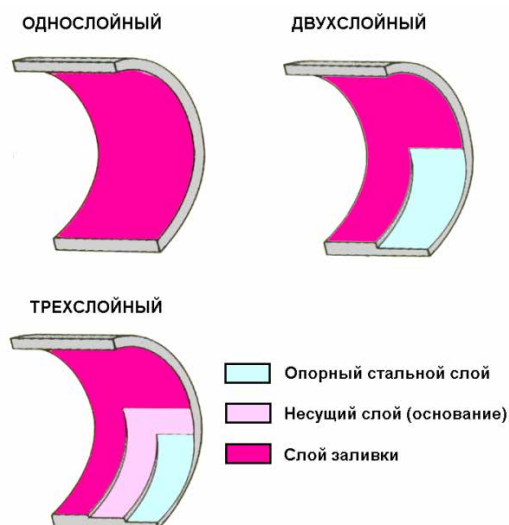 ОДНОСЛОЙНЫЙ
ДВУХСЛОЙНЫЙ
ТРЕХСЛОЙНЫЙ
Опорный стальной слой
Несущий слой (основание)
Слой заливки